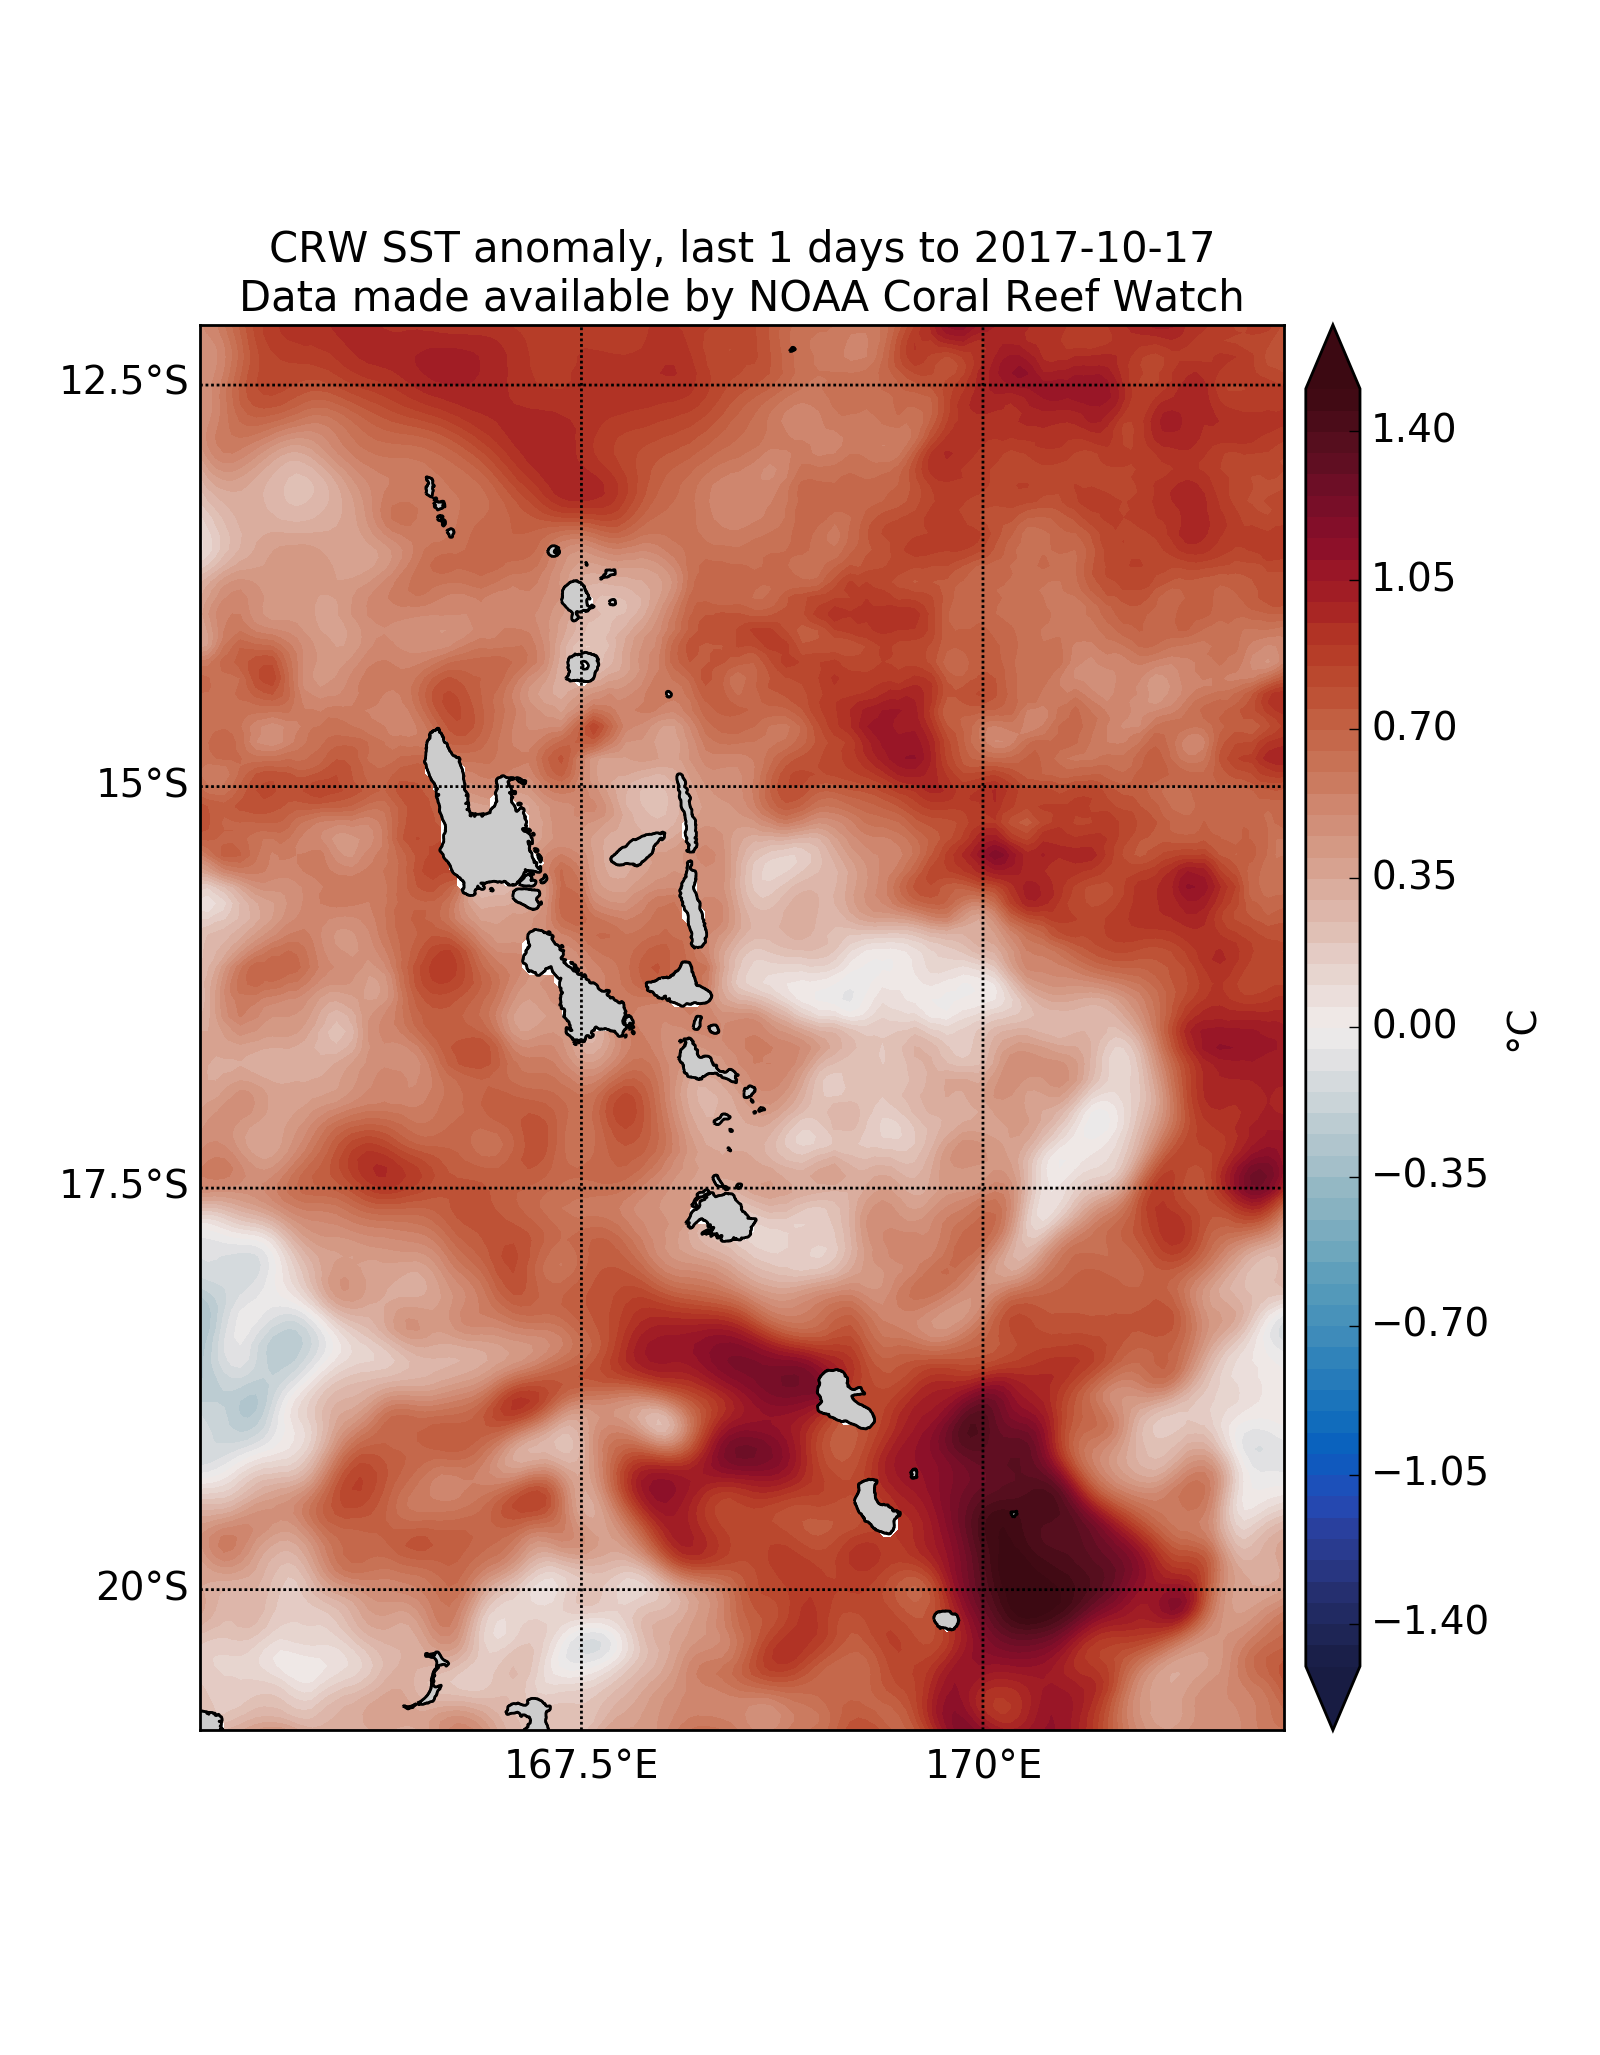 CRW SST anomaly, last 1 days to 2017-10-17
Data made available by NOAA Coral Reef Watch
12.5°S
15°S
17.5°S
20°S
167.5°E
170°E
1.40
1.05
0.70
0.35
0.00
−0.35
−0.70
−1.05
−1.40
°C